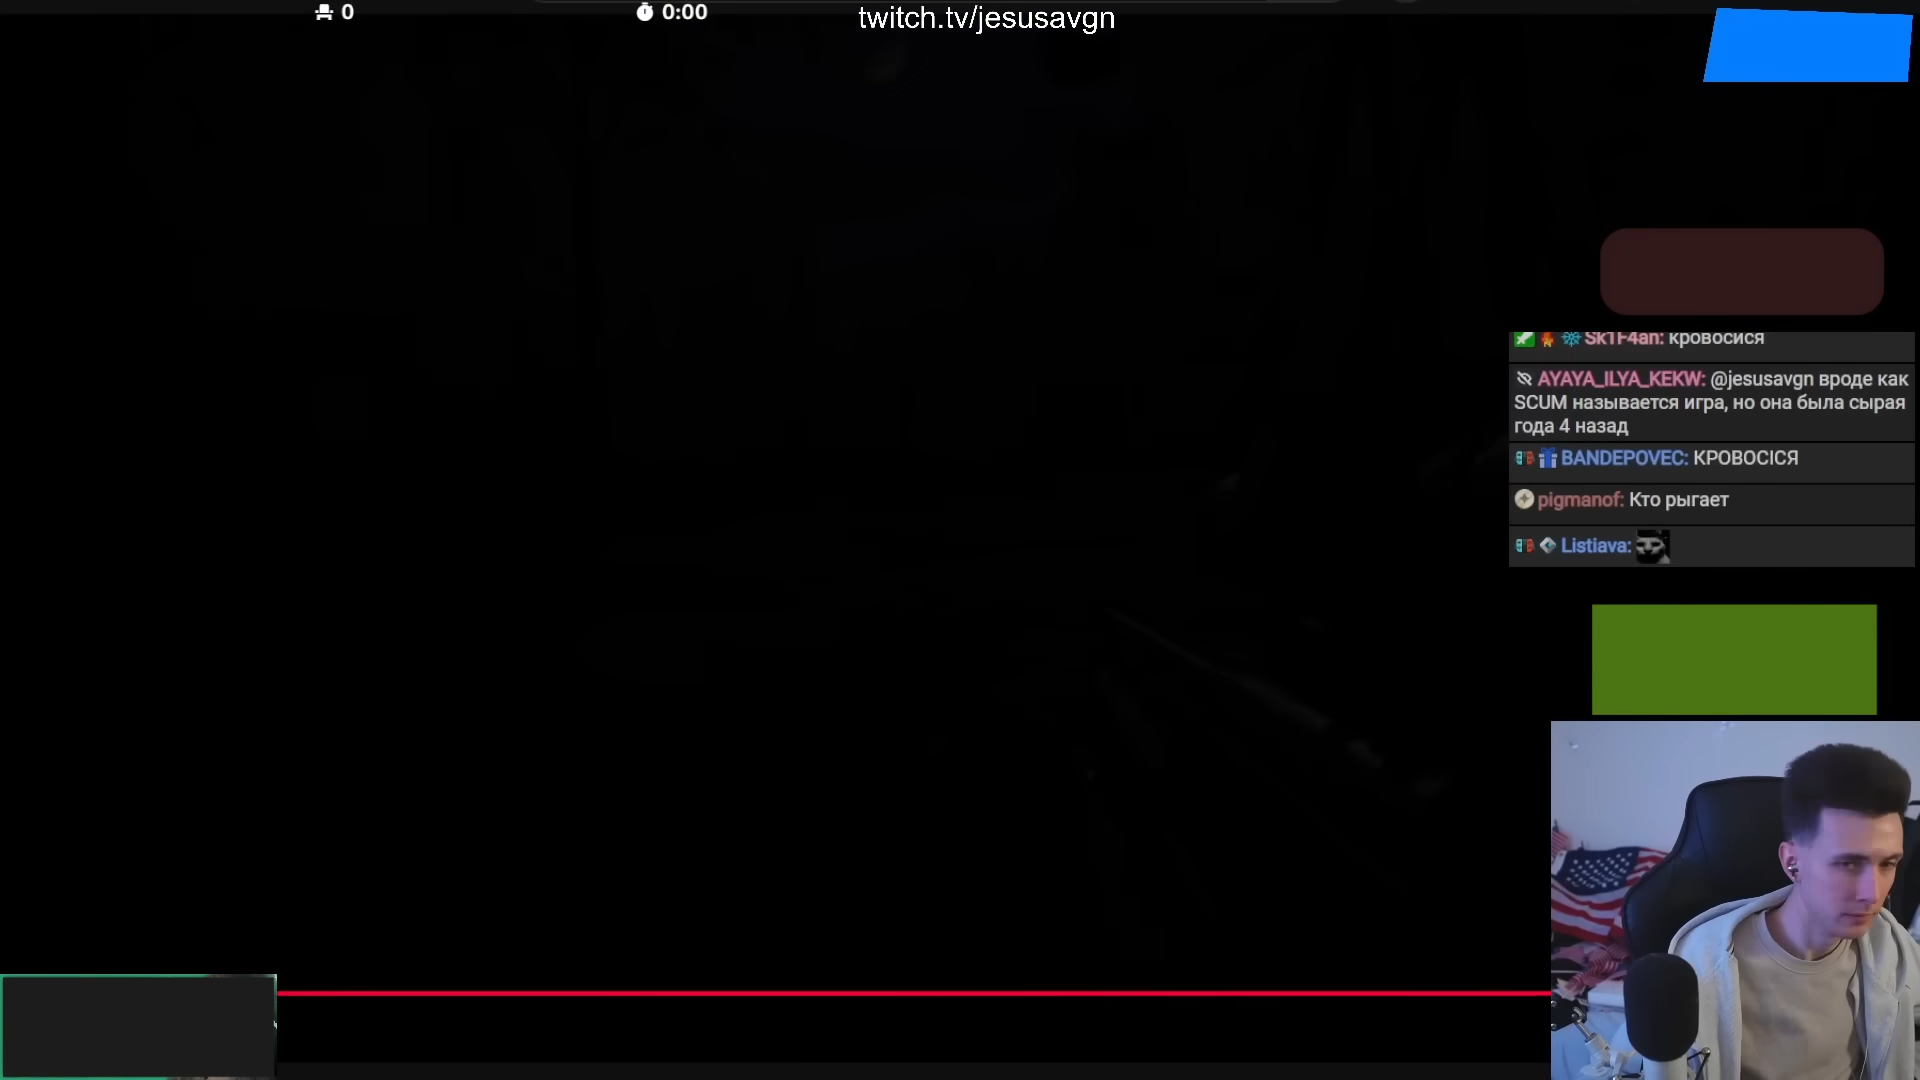 0
0:00
twitch.tv/jesusavgn
Sk1F4an: кровосися
AYAYA_ILYA_KEKW: @jesusavgn вроде как
SCUM называется игра, но она была сырая
года 4 назад
BANDEPOVEC: КРОВОСІСЯ
pigmanof: Кто рыгает
Listiava: